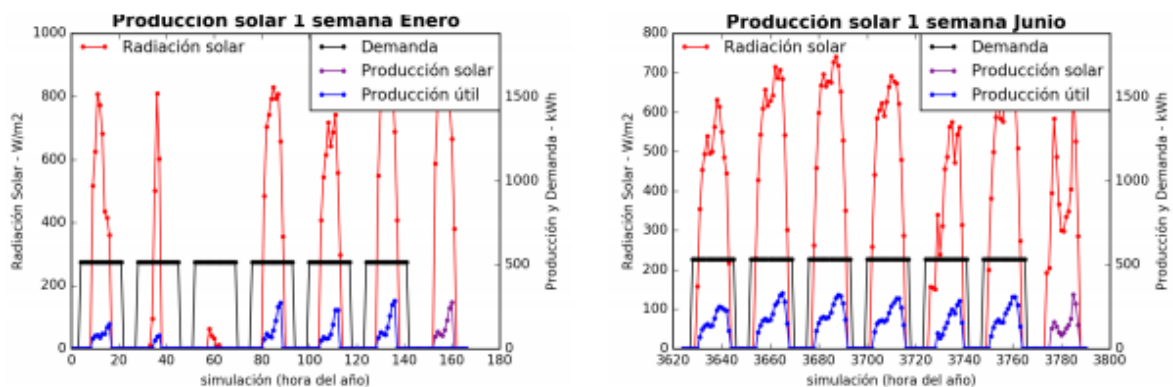 Producción solar 1 semana Enero
1000
800
600
400
200
0
Radiación Solar - W/m2
Radiación solar
Demanda
Producción solar
Producción útil
1500
1000
500
0
Producción y Demanda - kWh
0 20 40 60 80 100 120 140 160 180
simulación (hora del año)
Producción solar 1 semana Junio
800
700
600
500
400
300
200
100
0
Radiación Solar - W/m2
Radiación solar
Demanda
Producción solar
Producción útil
1500
1000
500
0
Producción y Demanda - kWh
3620 3640 3660 3680 3700 3720 3740 3760 3780 3800
simulación (hora del año)